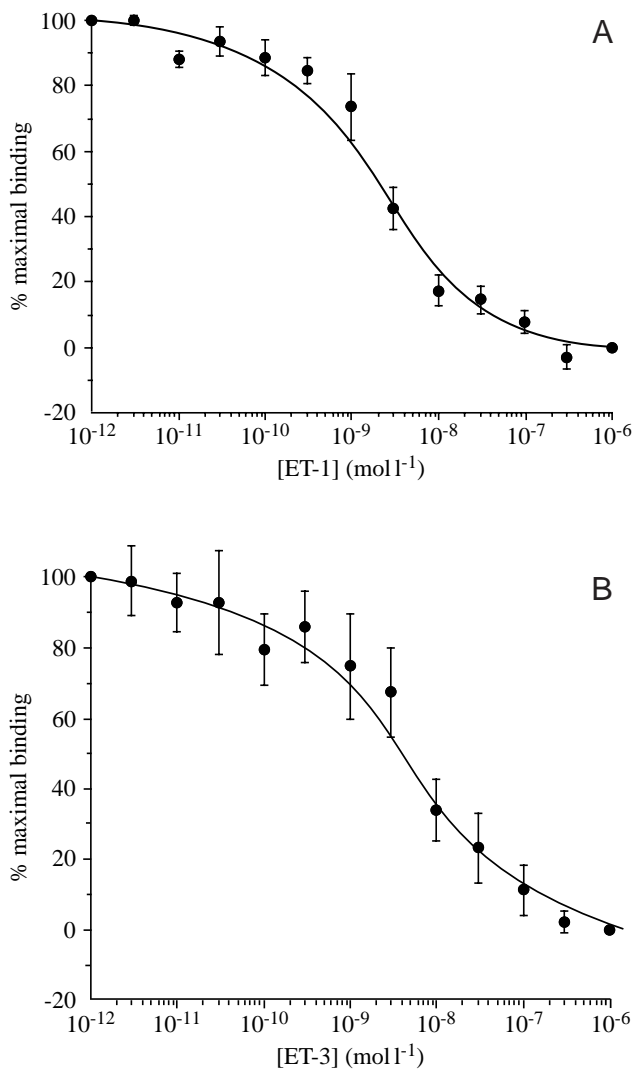 A
100
80
60
40
20
0
-20
% maximal binding
10⁻¹² 10⁻¹¹ 10⁻¹⁰ 10⁻⁹ 10⁻⁸ 10⁻⁷ 10⁻⁶
[ET-1] (mol l⁻¹)
B
100
80
60
40
20
0
-20
% maximal binding
10⁻¹² 10⁻¹¹ 10⁻¹⁰ 10⁻⁹ 10⁻⁸ 10⁻⁷ 10⁻⁶
[ET-3] (mol l⁻¹)